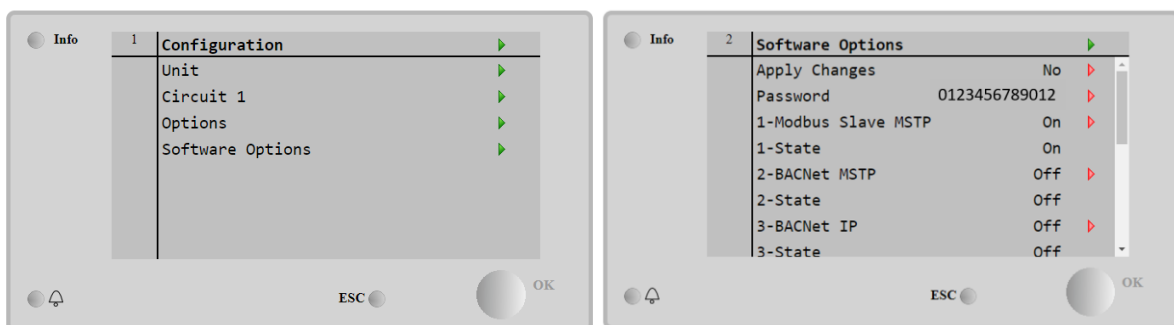 Info
1 Configuration
Unit
Circuit 1
Options
Software Options
ESC
OK
Info
2 Software Options
Apply Changes No
Password 0123456789012
1-Modbus Slave MSTP On
1-State On
2-BACNet MSTP Off
2-State Off
3-BACNet IP Off
3-State Off
ESC
OK